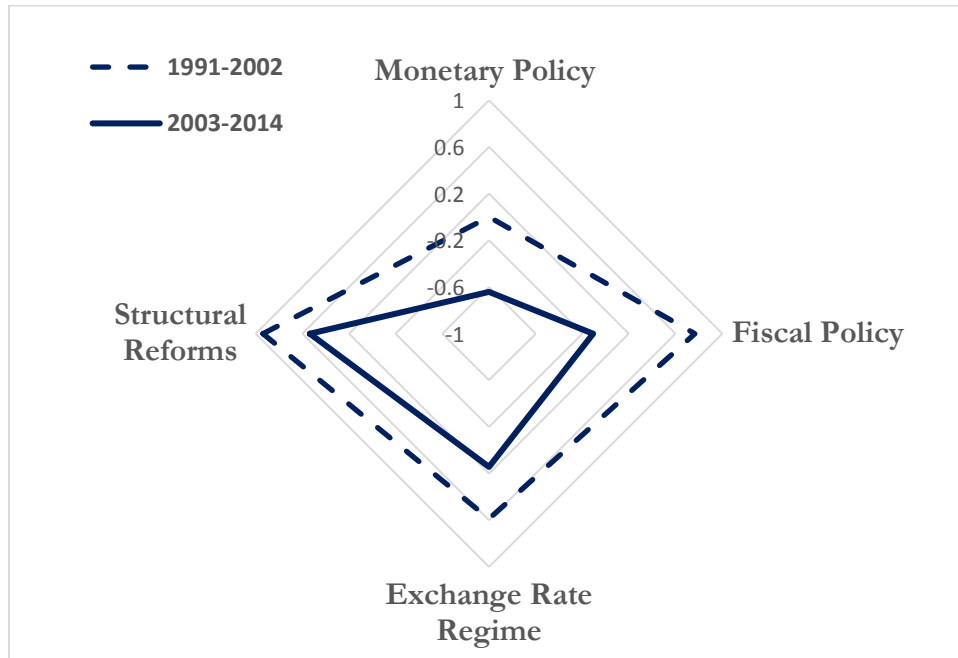 1991-2002
2003-2014
Monetary Policy
1
0.6
0.2
-0.2
-0.6
-1
Structural
Reforms
Fiscal Policy
Exchange Rate
Regime